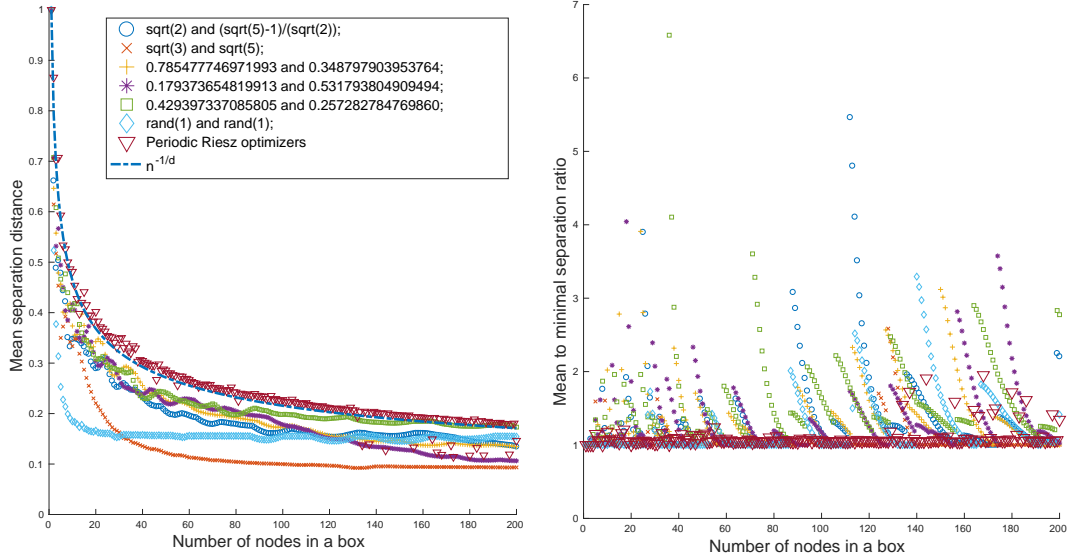 1
0.9
0.8
0.7
0.6
0.5
0.4
0.3
0.2
0.1
0
0 20 40 60 80 100 120 140 160 180 200
Mean separation distance
Number of nodes in a box
sqrt(2) and (sqrt(5)-1)/(sqrt(2));
sqrt(3) and sqrt(5);
0.785477746971993 and 0.348797903953764;
0.179373654819913 and 0.531793804909494;
0.429397337085805 and 0.257282784769860;
rand(1) and rand(1);
Periodic Riesz optimizers
n^-1/d
7
6
5
4
3
2
1
0
0 20 40 60 80 100 120 140 160 180 200
Mean to minimal separation ratio
Number of nodes in a box